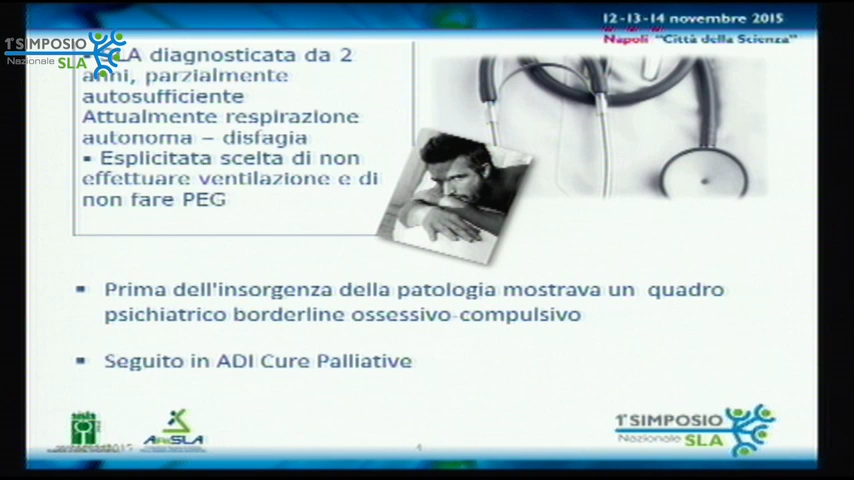 12-13-14 novembre 2015
Napoli "Città della Scienza"
1° SIMPOSIO
Nazionale SLA
SLA diagnosticata da 2
anni, parzialmente
autosufficiente
Attualmente respirazione
autonoma – disfagia
▪ Esplicitata scelta di non
effettuare ventilazione e di
non fare PEG
▪ Prima dell'insorgenza della patologia mostrava un quadro
psichiatrico borderline ossessivo-compulsivo
▪ Seguito in ADI Cure Palliative
AriSLA
4
1° SIMPOSIO
Nazionale SLA